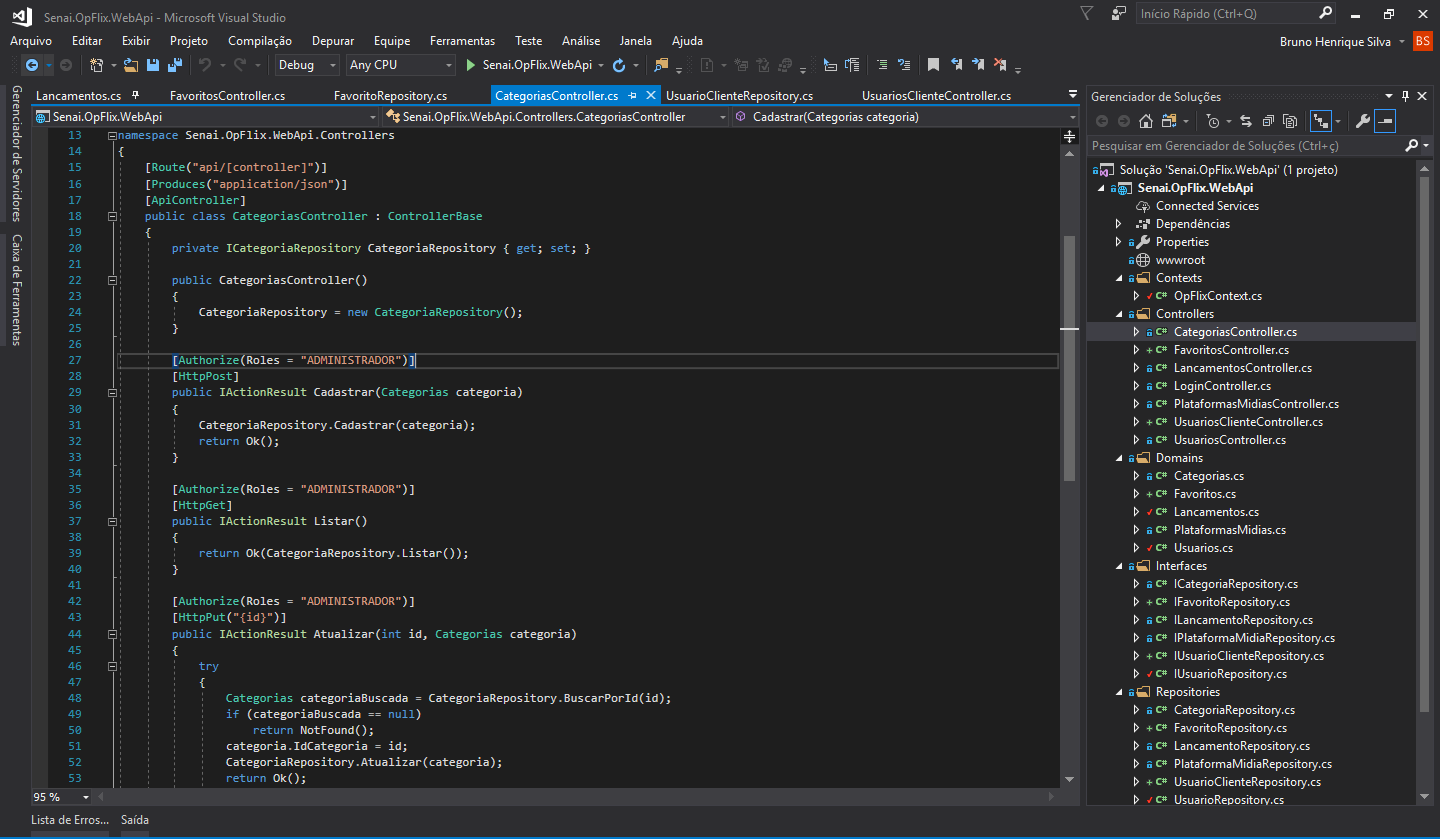 Senai.OpFlix.WebApi - Microsoft Visual Studio
Início Rápido (Ctrl+Q)
Arquivo Editar Exibir Projeto Compilação Depurar Equipe Ferramentas Teste Análise Janela Ajuda
Bruno Henrique Silva BS
Debug Any CPU Senai.OpFlix.WebApi
Gerenciador de Servidores
Caixa de Ferramentas
Lancamentos.cs FavoritosController.cs FavoritoRepository.cs CategoriasController.cs UsuarioClienteRepository.cs UsuariosClienteController.cs
Senai.OpFlix.WebApi Senai.OpFlix.WebApi.Controllers.CategoriasController Cadastrar(Categorias categoria)
13 namespace Senai.OpFlix.WebApi.Controllers
14 {
15 [Route("api/[controller]")]
16 [Produces("application/json")]
17 [ApiController]
18 public class CategoriasController : ControllerBase
19 {
20 private ICategoriaRepository CategoriaRepository { get; set; }
21
22 public CategoriasController()
23 {
24 CategoriaRepository = new CategoriaRepository();
25 }
26
27 [Authorize(Roles = "ADMINISTRADOR")]
28 [HttpPost]
29 public IActionResult Cadastrar(Categorias categoria)
30 {
31 CategoriaRepository.Cadastrar(categoria);
32 return Ok();
33 }
34
35 [Authorize(Roles = "ADMINISTRADOR")]
36 [HttpGet]
37 public IActionResult Listar()
38 {
39 return Ok(CategoriaRepository.Listar());
40 }
41
42 [Authorize(Roles = "ADMINISTRADOR")]
43 [HttpPut("{id}")]
44 public IActionResult Atualizar(int id, Categorias categoria)
45 {
46 try
47 {
48 Categorias categoriaBuscada = CategoriaRepository.BuscarPorId(id);
49 if (categoriaBuscada == null)
50 return NotFound();
51 categoria.IdCategoria = id;
52 CategoriaRepository.Atualizar(categoria);
53 return Ok();
95 %
Lista de Erros... Saída
Gerenciador de Soluções
Pesquisar em Gerenciador de Soluções (Ctrl+ç)
Solução 'Senai.OpFlix.WebApi' (1 projeto)
Senai.OpFlix.WebApi
Connected Services
Dependências
Properties
wwwroot
Contexts
C# OpFlixContext.cs
Controllers
C# CategoriasController.cs
C# FavoritosController.cs
C# LancamentosController.cs
C# LoginController.cs
C# PlataformasMidiasController.cs
C# UsuariosClienteController.cs
C# UsuariosController.cs
Domains
C# Categorias.cs
C# Favoritos.cs
C# Lancamentos.cs
C# PlataformasMidias.cs
C# Usuarios.cs
Interfaces
C# ICategoriaRepository.cs
C# IFavoritoRepository.cs
C# ILancamentoRepository.cs
C# IPlataformaMidiaRepository.cs
C# IUsuarioClienteRepository.cs
C# IUsuarioRepository.cs
Repositories
C# CategoriaRepository.cs
C# FavoritoRepository.cs
C# LancamentoRepository.cs
C# PlataformaMidiaRepository.cs
C# UsuarioClienteRepository.cs
C# UsuarioRepository.cs